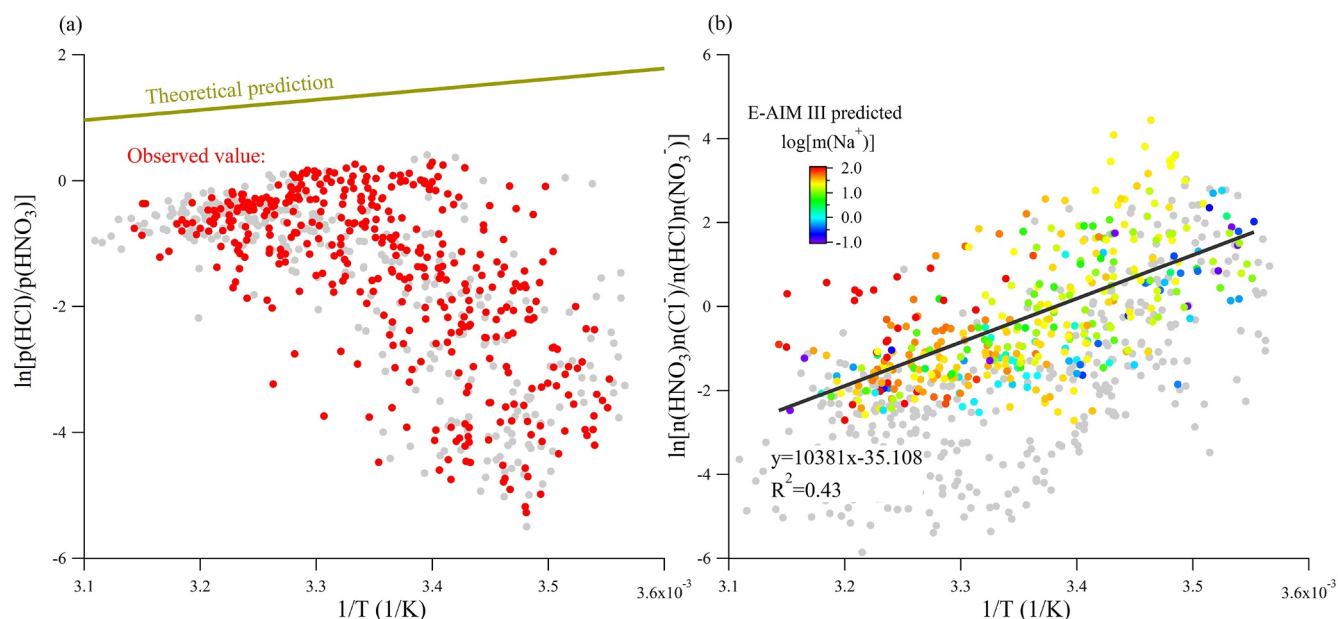 (a)
2
0
-2
-4
-6
ln[p(HCl)/p(HNO₃)]
Theoretical prediction
Observed value:
3.1
3.2
3.3
3.4
3.5
3.6x10⁻³
1/T (1/K)
(b)
6
4
2
0
-2
-4
-6
ln[n(HNO₃)n(Cl⁻)/n(HCl)n(NO₃⁻)]
E-AIM III predicted
log[m(Na⁺)]
2.0
1.0
0.0
-1.0
y=10381x-35.108
R²=0.43
3.1
3.2
3.3
3.4
3.5
3.6x10⁻³
1/T (1/K)